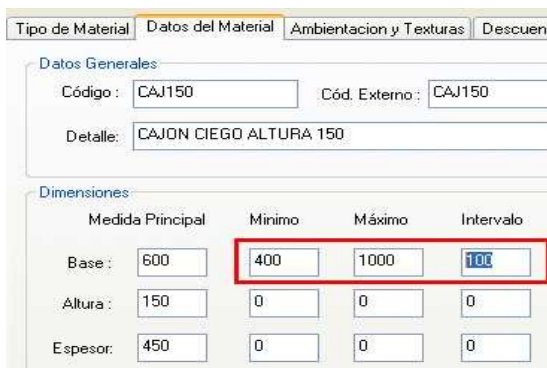 Tipo de Material Datos del Material Ambientacion y Texturas Descuen
Datos Generales
Código : CAJ150 Cód. Externo : CAJ150
Detalle: CAJON CIEGO ALTURA 150
Dimensiones
Medida Principal Minimo Máximo Intervalo
Base : 600 400 1000 100
Altura : 150 0 0 0
Espesor: 450 0 0 0